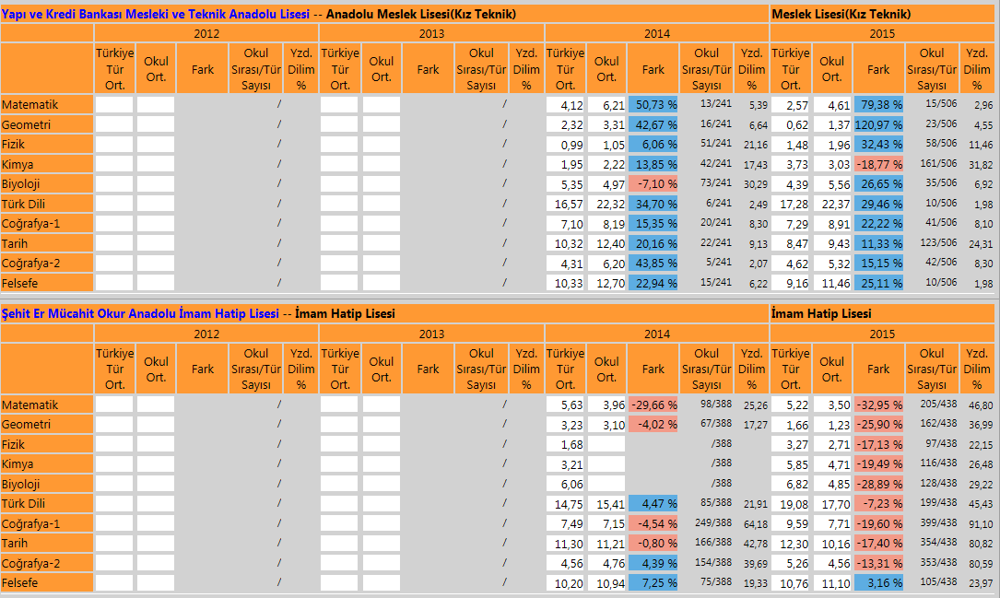 Yapı ve Kredi Bankası Mesleki ve Teknik Anadolu Lisesi -- Anadolu Meslek Lisesi(Kız Teknik) Meslek Lisesi(Kız Teknik)
2012 2013 2014 2015
Türkiye Tür Ort. Okul Ort. Fark Okul Sırası/Tür Sayısı Yzd. Dilim % Türkiye Tür Ort. Okul Ort. Fark Okul Sırası/Tür Sayısı Yzd. Dilim % Türkiye Tür Ort. Okul Ort. Fark Okul Sırası/Tür Sayısı Yzd. Dilim % Türkiye Tür Ort. Okul Ort. Fark Okul Sırası/Tür Sayısı Yzd. Dilim %
Matematik / / 4,12 6,21 50,73 % 13/241 5,39 2,57 4,61 79,38 % 15/506 2,96
Geometri / / 2,32 3,31 42,67 % 16/241 6,64 0,62 1,37 120,97 % 23/506 4,55
Fizik / / 0,99 1,05 6,06 % 51/241 21,16 1,48 1,96 32,43 % 58/506 11,46
Kimya / / 1,95 2,22 13,85 % 42/241 17,43 3,73 3,03 -18,77 % 161/506 31,82
Biyoloji / / 5,35 4,97 -7,10 % 73/241 30,29 4,39 5,56 26,65 % 35/506 6,92
Türk Dili / / 16,57 22,32 34,70 % 6/241 2,49 17,28 22,37 29,46 % 10/506 1,98
Coğrafya-1 / / 7,10 8,19 15,35 % 20/241 8,30 7,29 8,91 22,22 % 41/506 8,10
Tarih / / 10,32 12,40 20,16 % 22/241 9,13 8,47 9,43 11,33 % 123/506 24,31
Coğrafya-2 / / 4,31 6,20 43,85 % 5/241 2,07 4,62 5,32 15,15 % 42/506 8,30
Felsefe / / 10,33 12,70 22,94 % 15/241 6,22 9,16 11,46 25,11 % 10/506 1,98
Şehit Er Mücahit Okur Anadolu İmam Hatip Lisesi -- İmam Hatip Lisesi İmam Hatip Lisesi
2012 2013 2014 2015
Türkiye Tür Ort. Okul Ort. Fark Okul Sırası/Tür Sayısı Yzd. Dilim % Türkiye Tür Ort. Okul Ort. Fark Okul Sırası/Tür Sayısı Yzd. Dilim % Türkiye Tür Ort. Okul Ort. Fark Okul Sırası/Tür Sayısı Yzd. Dilim % Türkiye Tür Ort. Okul Ort. Fark Okul Sırası/Tür Sayısı Yzd. Dilim %
Matematik / / 5,63 3,96 -29,66 % 98/388 25,26 5,22 3,50 -32,95 % 205/438 46,80
Geometri / / 3,23 3,10 -4,02 % 67/388 17,27 1,66 1,23 -25,90 % 162/438 36,99
Fizik / / 1,68 /388 3,27 2,71 -17,13 % 97/438 22,15
Kimya / / 3,21 /388 5,85 4,71 -19,49 % 116/438 26,48
Biyoloji / / 6,06 /388 6,82 4,85 -28,89 % 128/438 29,22
Türk Dili / / 14,75 15,41 4,47 % 85/388 21,91 19,08 17,70 -7,23 % 199/438 45,43
Coğrafya-1 / / 7,49 7,15 -4,54 % 249/388 64,18 9,59 7,71 -19,60 % 399/438 91,10
Tarih / / 11,30 11,21 -0,80 % 166/388 42,78 12,30 10,16 -17,40 % 354/438 80,82
Coğrafya-2 / / 4,56 4,76 4,39 % 154/388 39,69 5,26 4,56 -13,31 % 353/438 80,59
Felsefe / / 10,20 10,94 7,25 % 75/388 19,33 10,76 11,10 3,16 % 105/438 23,97